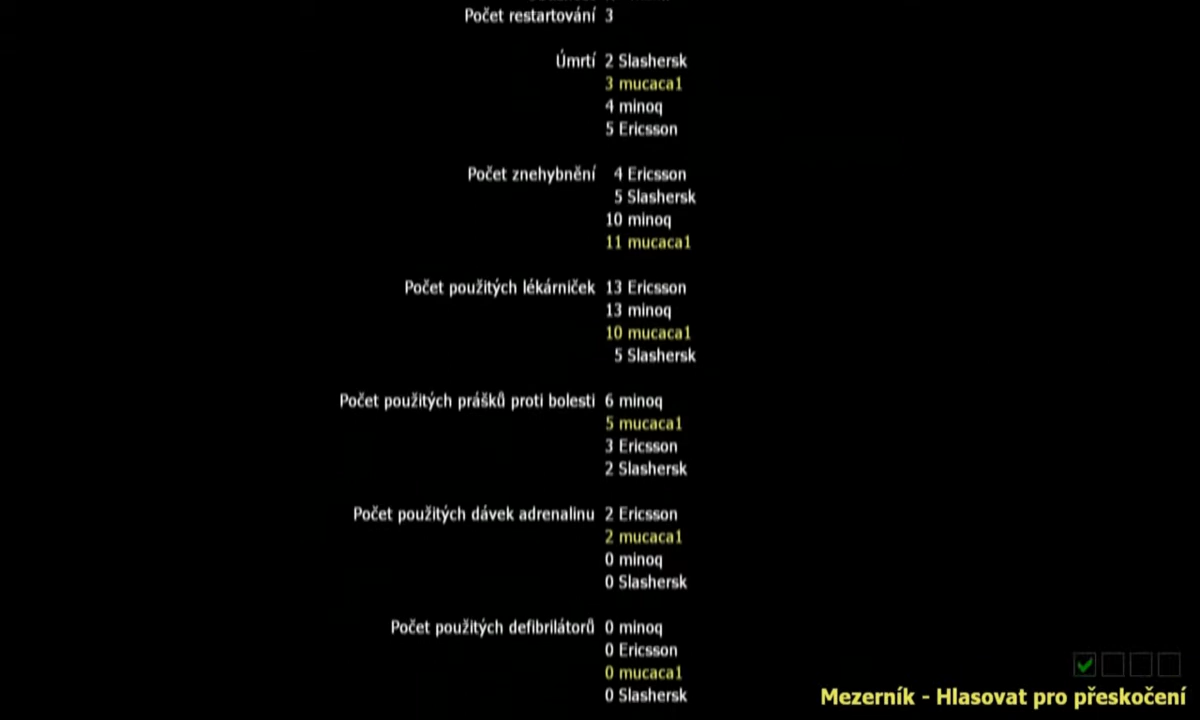 Počet restartování 3
Úmrtí 2 Slashersk
3 mucaca1
4 minoq
5 Ericsson
Počet znehybnění 4 Ericsson
5 Slashersk
10 minoq
11 mucaca1
Počet použitých lékárniček 13 Ericsson
13 minoq
10 mucaca1
5 Slashersk
Počet použitých prášků proti bolesti 6 minoq
5 mucaca1
3 Ericsson
2 Slashersk
Počet použitých dávek adrenalinu 2 Ericsson
2 mucaca1
0 minoq
0 Slashersk
Počet použitých defibrilátorů 0 minoq
0 Ericsson
0 mucaca1
0 Slashersk
Mezerník - Hlasovat pro přeskočení